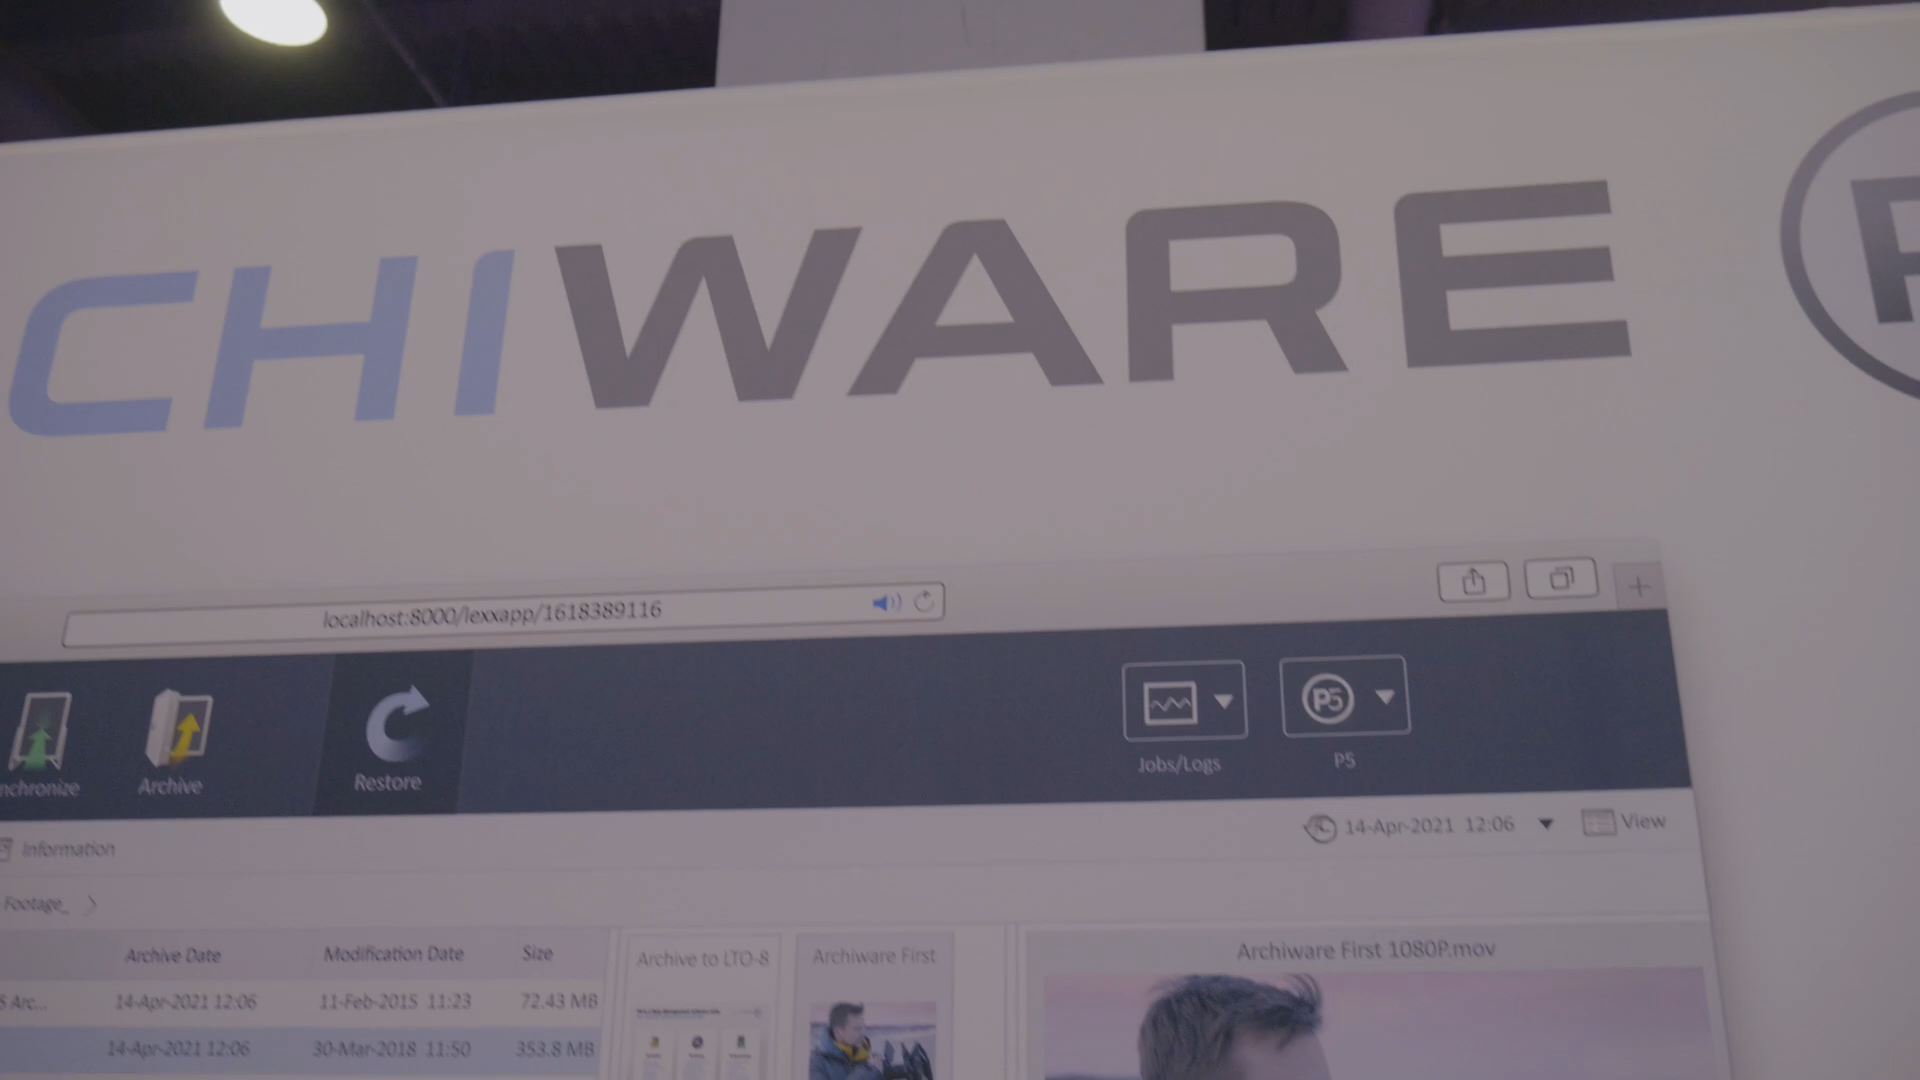 CHIWARE P
localhost:8000/lexxapp/1618389116
nchronize Archive Restore Jobs/Logs P5 P5
Information 14-Apr-2021 12:06 View
Footage_
Archive Date Modification Date Size Archive to LTO-8 Archiware First Archiware First 1080P.mov
5 Arc... 14-Apr-2021 12:06 11-Feb-2015 11:23 72.43 MB
14-Apr-2021 12:06 30-Mar-2018 11:50 353.8 MB